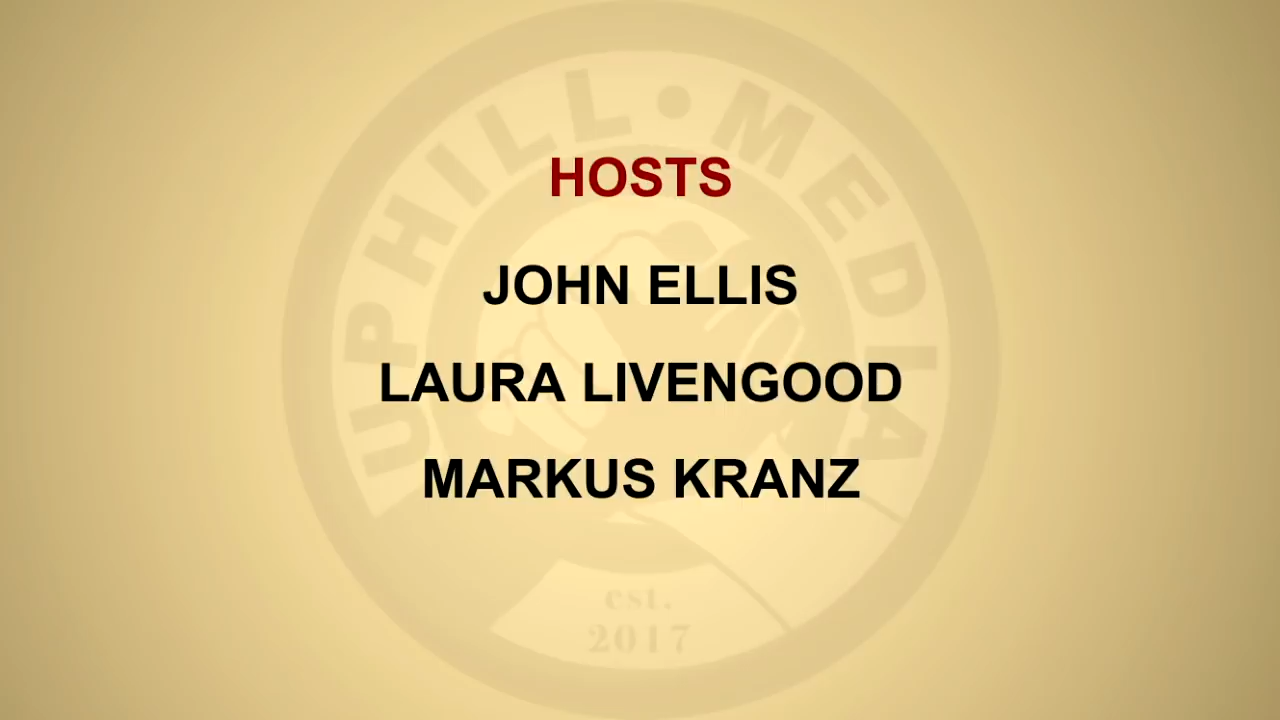 UPHILL • MEDIA
HOSTS
JOHN ELLIS
LAURA LIVENGOOD
MARKUS KRANZ
est.
2017